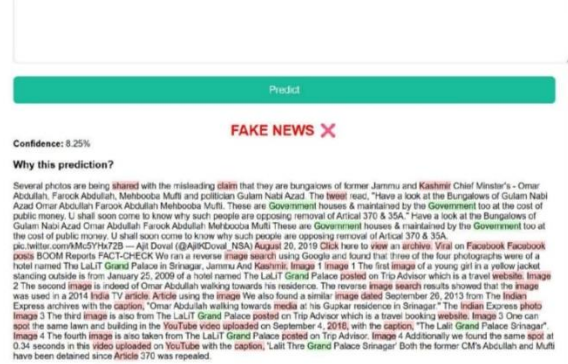 Predict
FAKE NEWS ❌
Confidence: 8.25%
Why this prediction?
Several photos are being shared with the misleading claim that they are bungalows of former Jammu and Kashmir Chief Minster's - Omar
Abdullah, Farock Abdullah, Mehbooba Mufti and politician Gulam Nabi Azad. The tweet read, "Have a look at the Bungalows of Gulam Nabi
Azad Omar Abdullah Farook Abdullah Mehbooba Mufti. These are Government houses & maintained by the Government too at the cost of
public money. U shall soon come to know why such people are opposing removal of Artical 370 & 35A." Have a look at the Bungalows of
Gulam Nabi Azad Omar Abdullah Farook Abdullah Mehbooba Mufti These are Government houses & maintained by the Government too at
the cost of public money. U shall soon come to know why such people are opposing removal of Artical 370 & 35A.
pic.twitter.com/kMc5YHx72B — Ajit Doval (@AjitKDoval_NSA) August 20, 2019 Click here to view an archive. Viral on Facebook Facebook
posts BOOM Reports FACT-CHECK We ran a reverse image search using Google and found that three of the four photographs were of a
hotel named The LaLiT Grand Palace in Srinagar, Jammu And Kashmir. Image 1 image 1 The first image of a young girl in a yellow jacket
standing outside is from January 25, 2009 of a hotel named The LaLiT Grand Palace posted on Trip Advisor which is a travel website. Image
2 The second image is indeed of Omar Abdullah walking towards his residence. The reverse image search results showed that the image
was used in a 2014 India TV article. Article using the image We also found a similar image dated September 26, 2013 from The Indian
Express archives with the caption, "Omar Abdullah walking towards media at his Gupkar residence in Srinagar." The Indian Express photo
Image 3 The third image is also from The LaLiT Grand Palace posted on Trip Advisor which is a travel booking website. Image 3 One can
spot the same lawn and building in the YouTube video uploaded on September 4, 2016, with the caption, "The Lalit Grand Palace Srinagar".
Image 4 The fourth image is also taken from The LaLiT Grand Palace posted on Trip Advisor. Image 4 Additionally we found the same spot at
0.34 seconds in this video uploaded on YouTube with the caption, 'Lalit Thre Grand Palace Srinagar' Both the former CM's Abdullah and Mufti
have been detained since Article 370 was repealed.